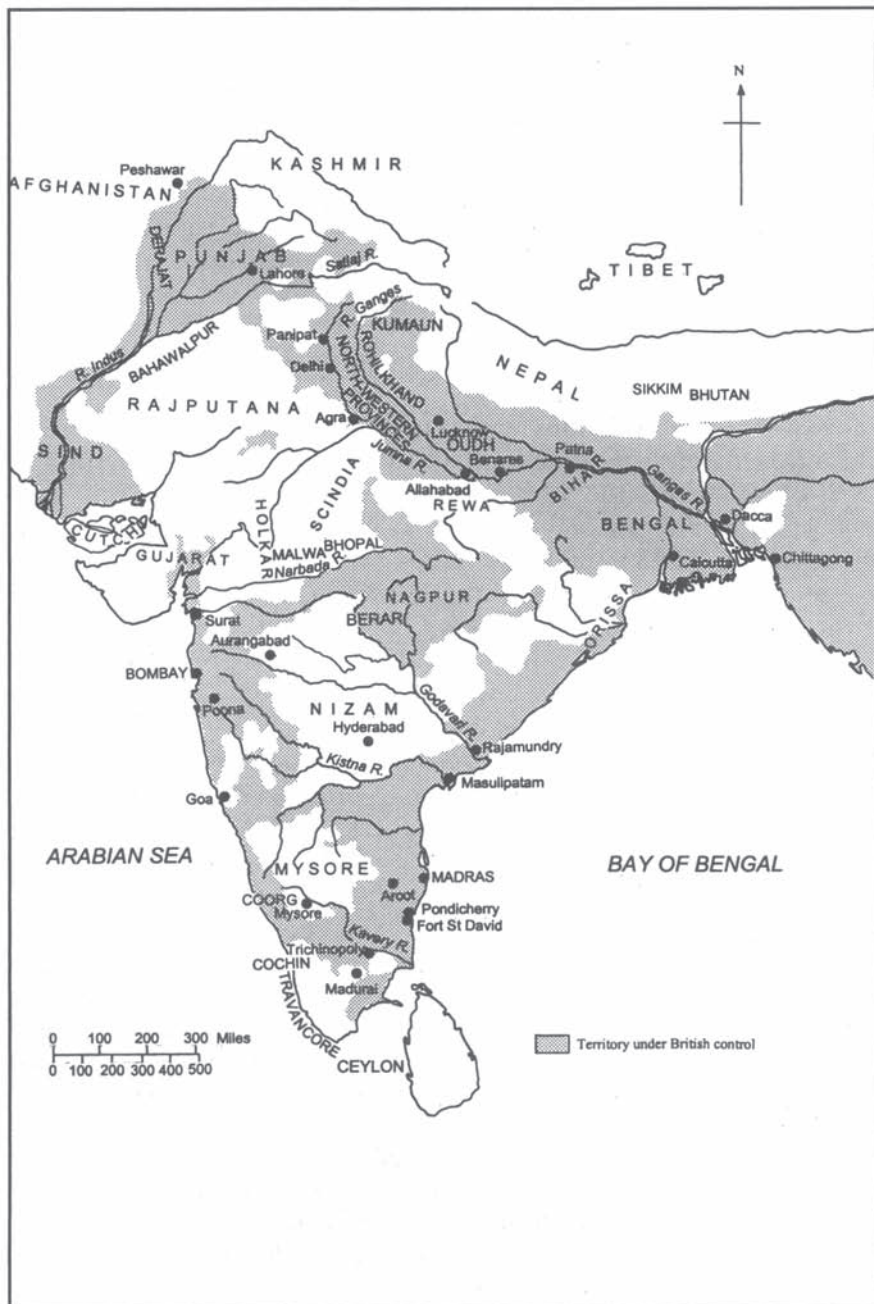 N
KASHMIR
Peshawar
AFGHANISTAN
DERAJAT
PUNJAB
Lahore
Satlaj R.
TIBET
R. Ganges
KUMAUN
Panipat
ROHILKHAND
NORTH-WESTERN PROVINCES
Delhi
R. Indus
BAHAWALPUR
NEPAL
SIKKIM
BHUTAN
RAJPUTANA
Agra
Lucknow
OUDH
SIND
Jumna R.
Benares
Patna
BIHAR
Ganges R.
Allahabad
REWA
SCINDIA
HOLKAR
BENGAL
Dacca
CUTCH
GUJARAT
MALWA
BHOPAL
Narbada R.
Calcutta
Chittagong
NAGPUR
ORISSA
Surat
BERAR
Aurangabad
BOMBAY
Poona
NIZAM
Hyderabad
Godavari R.
Rajamundry
Kistna R.
Masulipatam
Goa
ARABIAN SEA
BAY OF BENGAL
MYSORE
MADRAS
Arcot
COORG
Mysore
Pondicherry
Fort St David
Kavery R.
Trichinopoly
COCHIN
Madurai
TRAVANCORE
CEYLON
0 100 200 300 Miles
0 100 200 300 400 500
Territory under British control